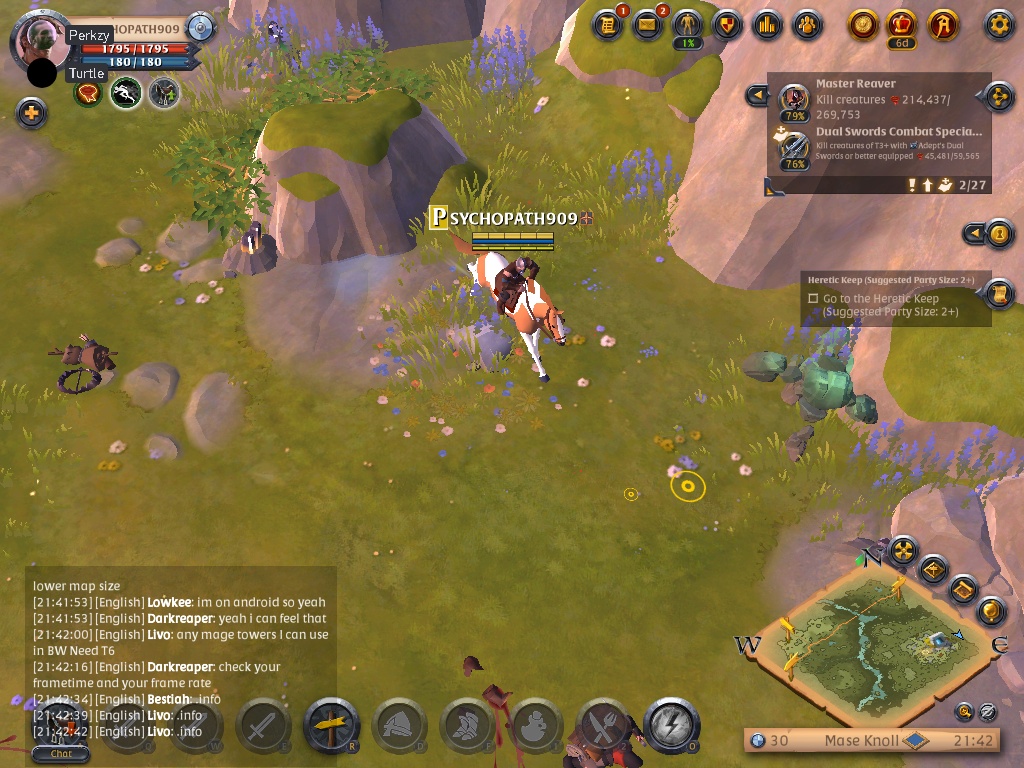 Perkzy
HOPATH909
1795 / 1795
180 / 180
Turtle
1
2
1%
6d
Master Reaver
Kill creatures 214,437/
269,753
79%
Dual Swords Combat Specia...
Kill creatures of T3+ with Adept's Dual
Swords or better equipped 45,481/59,565
76%
2/27
PSYCHOPATH909
Heretic Keep (Suggested Party Size: 2+)
Go to the Heretic Keep
(Suggested Party Size: 2+)
lower map size
[21:41:53] [English] Lowkee: im on android so yeah
[21:41:53] [English] Darkreaper: yeah i can feel that
[21:42:00] [English] Livo: any mage towers I can use
in BW Need T6
[21:42:16] [English] Darkreaper: check your
frametime and your frame rate
[21:42:34] [English] Bestiah: .info
[21:42:39] [English] Livo: .info
[21:42:42] [English] Livo: .info
Chat
Q
W
E
R
D
F
1
2
O
N
W
E
30
Mase Knoll
21:42